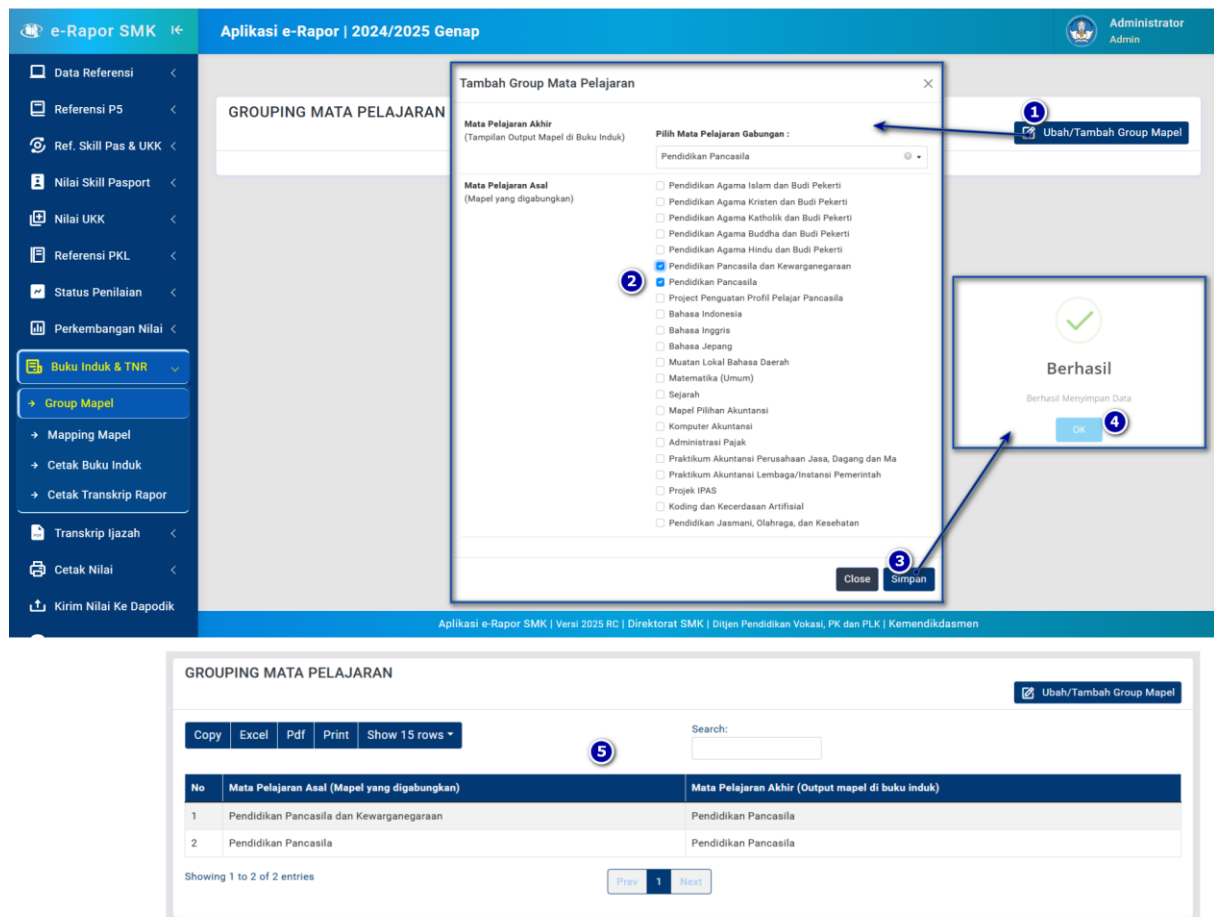 e-Rapor SMK
Aplikasi e-Rapor | 2024/2025 Genap
Administrator
Admin
Data Referensi
Referensi P5
Ref. Skill Pas & UKK
Nilai Skill Pasport
Nilai UKK
Referensi PKL
Status Penilaian
Perkembangan Nilai
Buku Induk & TNR
Group Mapel
Mapping Mapel
Cetak Buku Induk
Cetak Transkrip Rapor
Transkrip Ijazah
Cetak Nilai
Kirim Nilai Ke Dapodik
GROUPING MATA PELAJARAN
1
Ubah/Tambah Group Mapel
Tambah Group Mata Pelajaran
Mata Pelajaran Akhir
(Tampilan Output Mapel di Buku Induk)
Pilih Mata Pelajaran Gabungan :
Pendidikan Pancasila
Mata Pelajaran Asal
(Mapel yang digabungkan)
Pendidikan Agama Islam dan Budi Pekerti
Pendidikan Agama Kristen dan Budi Pekerti
Pendidikan Agama Katholik dan Budi Pekerti
Pendidikan Agama Buddha dan Budi Pekerti
Pendidikan Agama Hindu dan Budi Pekerti
Pendidikan Pancasila dan Kewarganegaraan
2
Pendidikan Pancasila
Project Penguatan Profil Pelajar Pancasila
Bahasa Indonesia
Bahasa Inggris
Bahasa Jepang
Muatan Lokal Bahasa Daerah
Matematika (Umum)
Sejarah
Mapel Pilihan Akuntansi
Komputer Akuntansi
Administrasi Pajak
Praktikum Akuntansi Perusahaan Jasa, Dagang dan Ma
Praktikum Akuntansi Lembaga/Instansi Pemerintah
Projek IPAS
Koding dan Kecerdasan Artifisial
Pendidikan Jasmani, Olahraga, dan Kesehatan
3
Close
Simpan
Berhasil
Berhasil Menyimpan Data
OK
4
Aplikasi e-Rapor SMK | Versi 2025 RC | Direktorat SMK | Ditjen Pendidikan Vokasi, PK dan PLK | Kemendikdasmen
GROUPING MATA PELAJARAN
Ubah/Tambah Group Mapel
Copy Excel Pdf Print Show 15 rows
5
Search:
No Mata Pelajaran Asal (Mapel yang digabungkan) Mata Pelajaran Akhir (Output mapel di buku induk)
1 Pendidikan Pancasila dan Kewarganegaraan Pendidikan Pancasila
2 Pendidikan Pancasila Pendidikan Pancasila
Showing 1 to 2 of 2 entries
Prev 1 Next